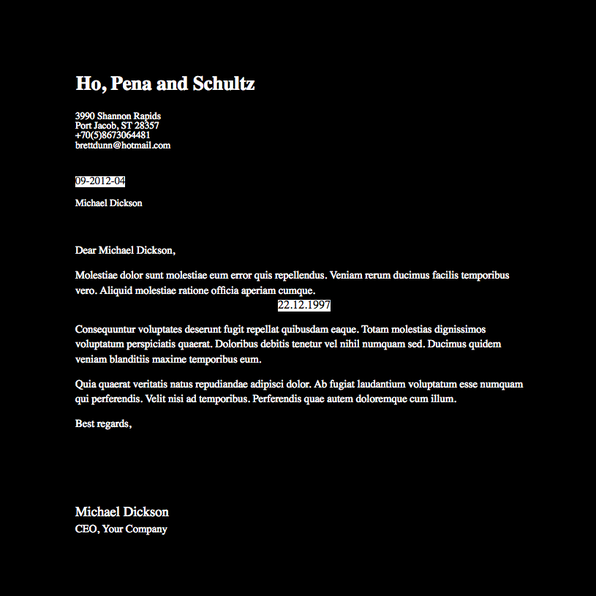 Ho, Pena and Schultz
3990 Shannon Rapids
Port Jacob, ST 28357
+70(5)8673064481
brettdunn@hotmail.com
09-2012-04
Michael Dickson
Dear Michael Dickson,
Molestiae dolor sunt molestiae eum error quis repellendus. Veniam rerum ducimus facilis temporibus
vero. Aliquid molestiae ratione officia aperiam cumque.
22.12.1997
Consequuntur voluptates deserunt fugit repellat quibusdam eaque. Totam molestias dignissimos
voluptatum perspiciatis quaerat. Doloribus debitis tenetur vel nihil numquam sed. Ducimus quidem
veniam blanditiis maxime temporibus eum.
Quia quaerat veritatis natus repudiandae adipisci dolor. Ab fugiat laudantium voluptatum esse numquam
qui perferendis. Velit nisi ad temporibus. Perferendis quae autem doloremque cum illum.
Best regards,
Michael Dickson
CEO, Your Company